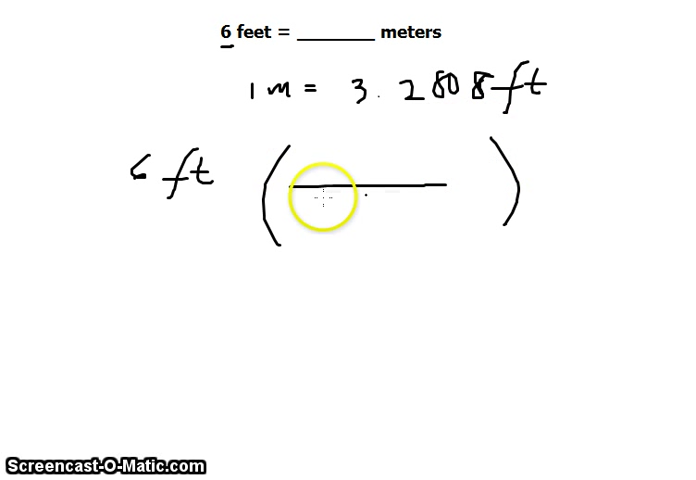 6 feet = ________ meters
1 m = 3.2808 ft
6 ft ( )
Screencast-O-Matic.com